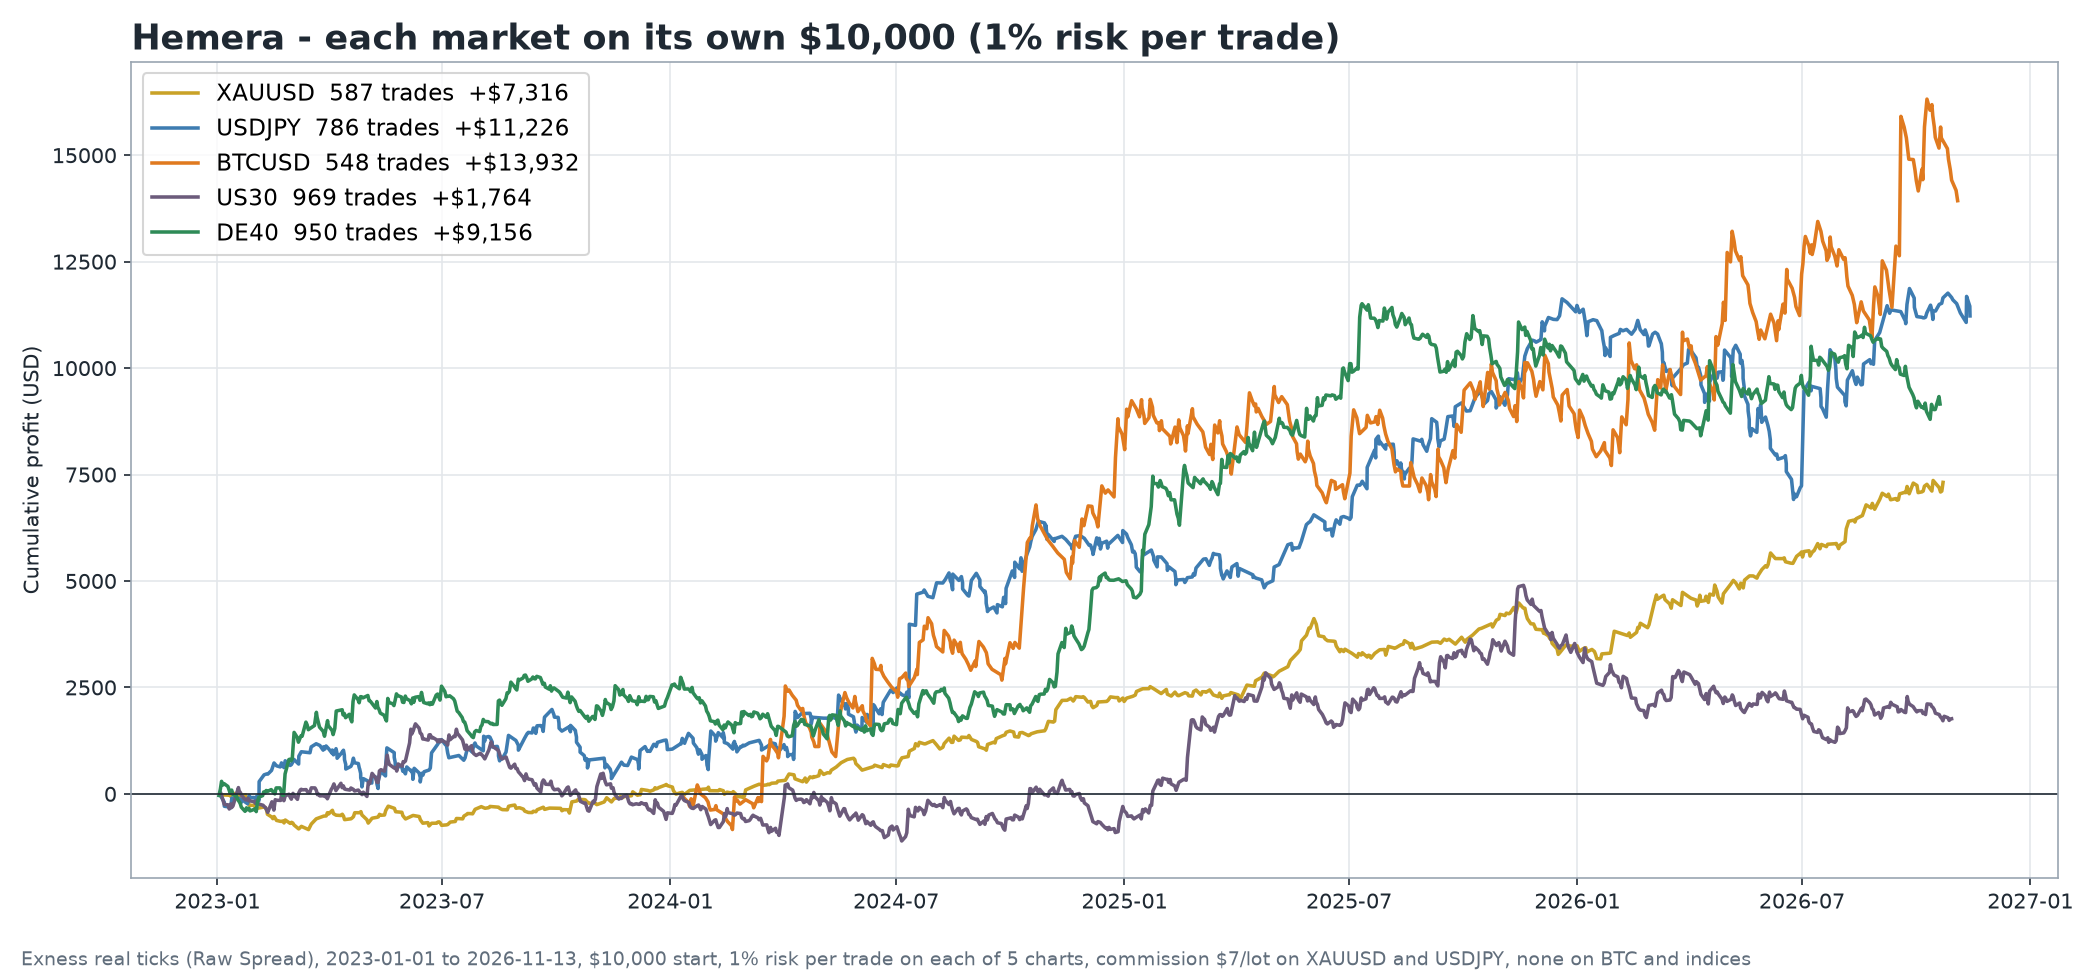 Hemera - each market on its own $10,000 (1% risk per trade)
XAUUSD  587 trades  +$7,316
USDJPY  786 trades  +$11,226
BTCUSD  548 trades  +$13,932
US30  969 trades  +$1,764
DE40  950 trades  +$9,156
Cumulative profit (USD)
15000
12500
10000
7500
5000
2500
0
2023-01
2023-07
2024-01
2024-07
2025-01
2025-07
2026-01
2026-07
2027-01
Exness real ticks (Raw Spread), 2023-01-01 to 2026-11-13, $10,000 start, 1% risk per trade on each of 5 charts, commission $7/lot on XAUUSD and USDJPY, none on BTC and indices